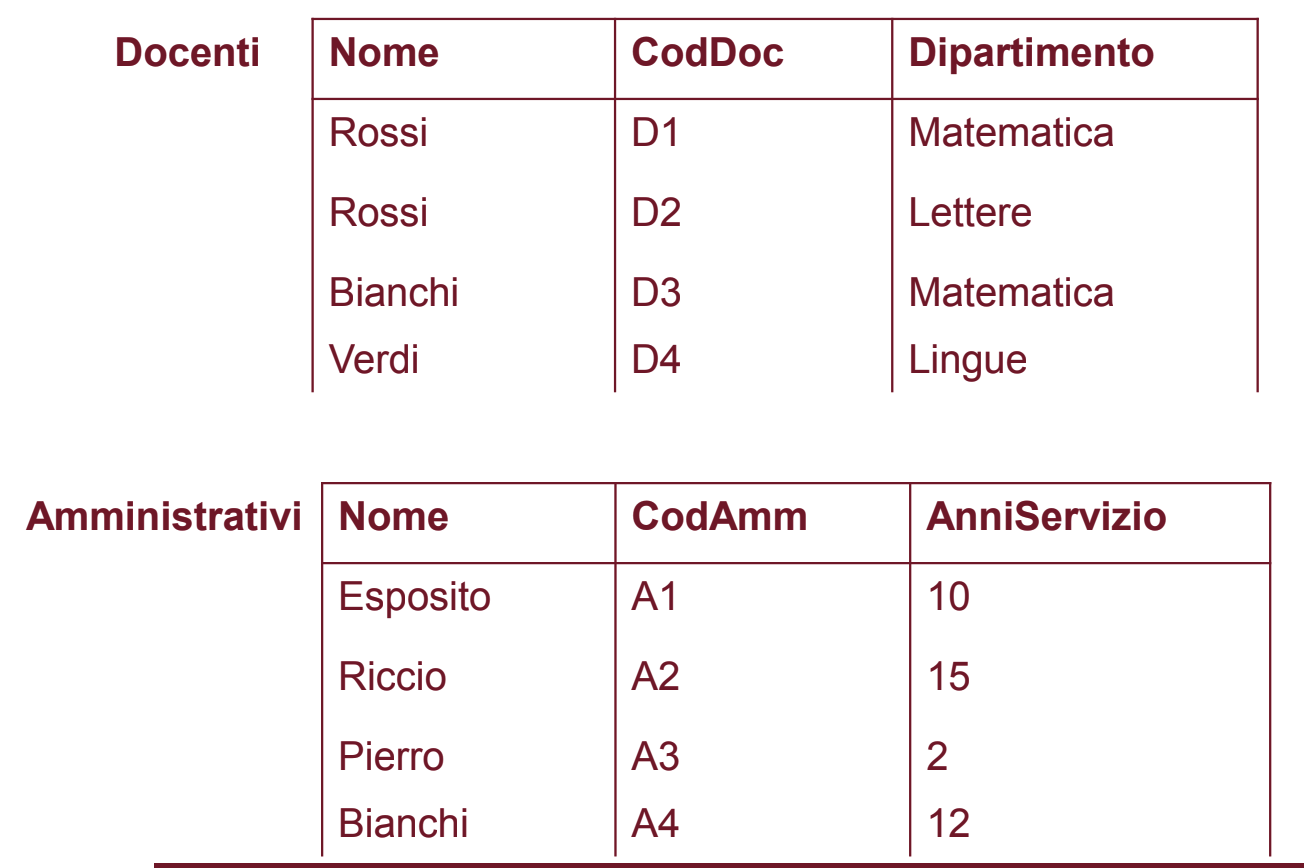 Docenti Nome CodDoc Dipartimento
Rossi D1 Matematica
Rossi D2 Lettere
Bianchi D3 Matematica
Verdi D4 Lingue
Amministrativi Nome CodAmm AnniServizio
Esposito A1 10
Riccio A2 15
Pierro A3 2
Bianchi A4 12